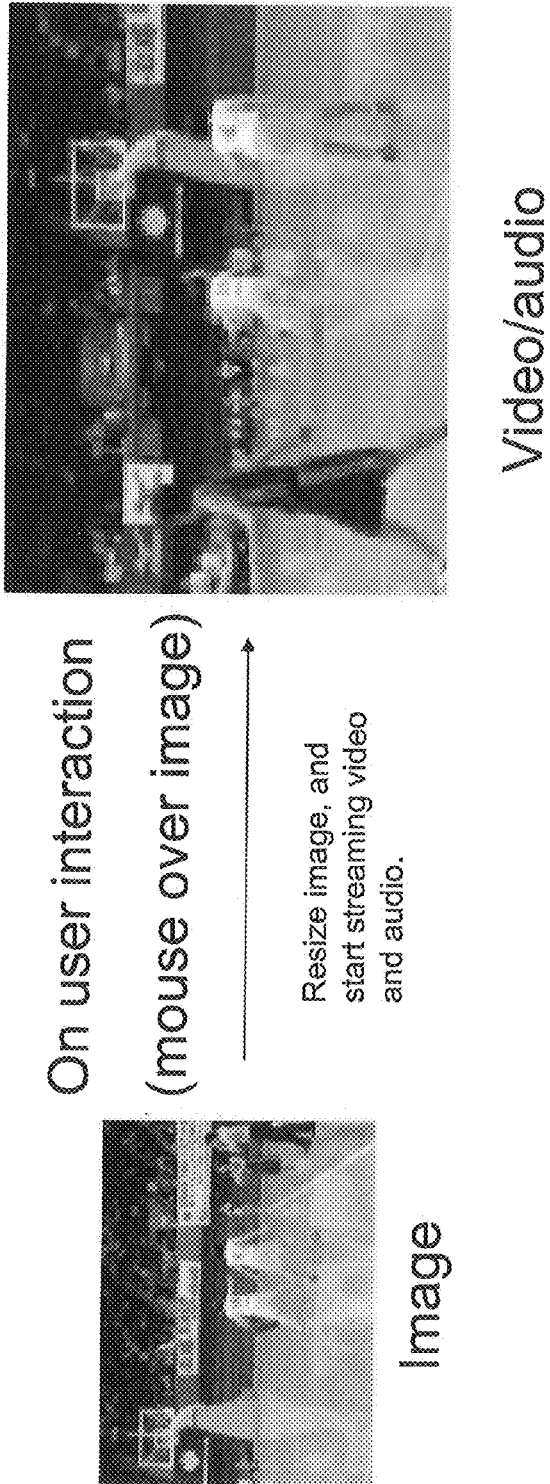 On user interaction
(mouse over image)
Resize image, and
start streaming video
and audio.
Image
Video/audio